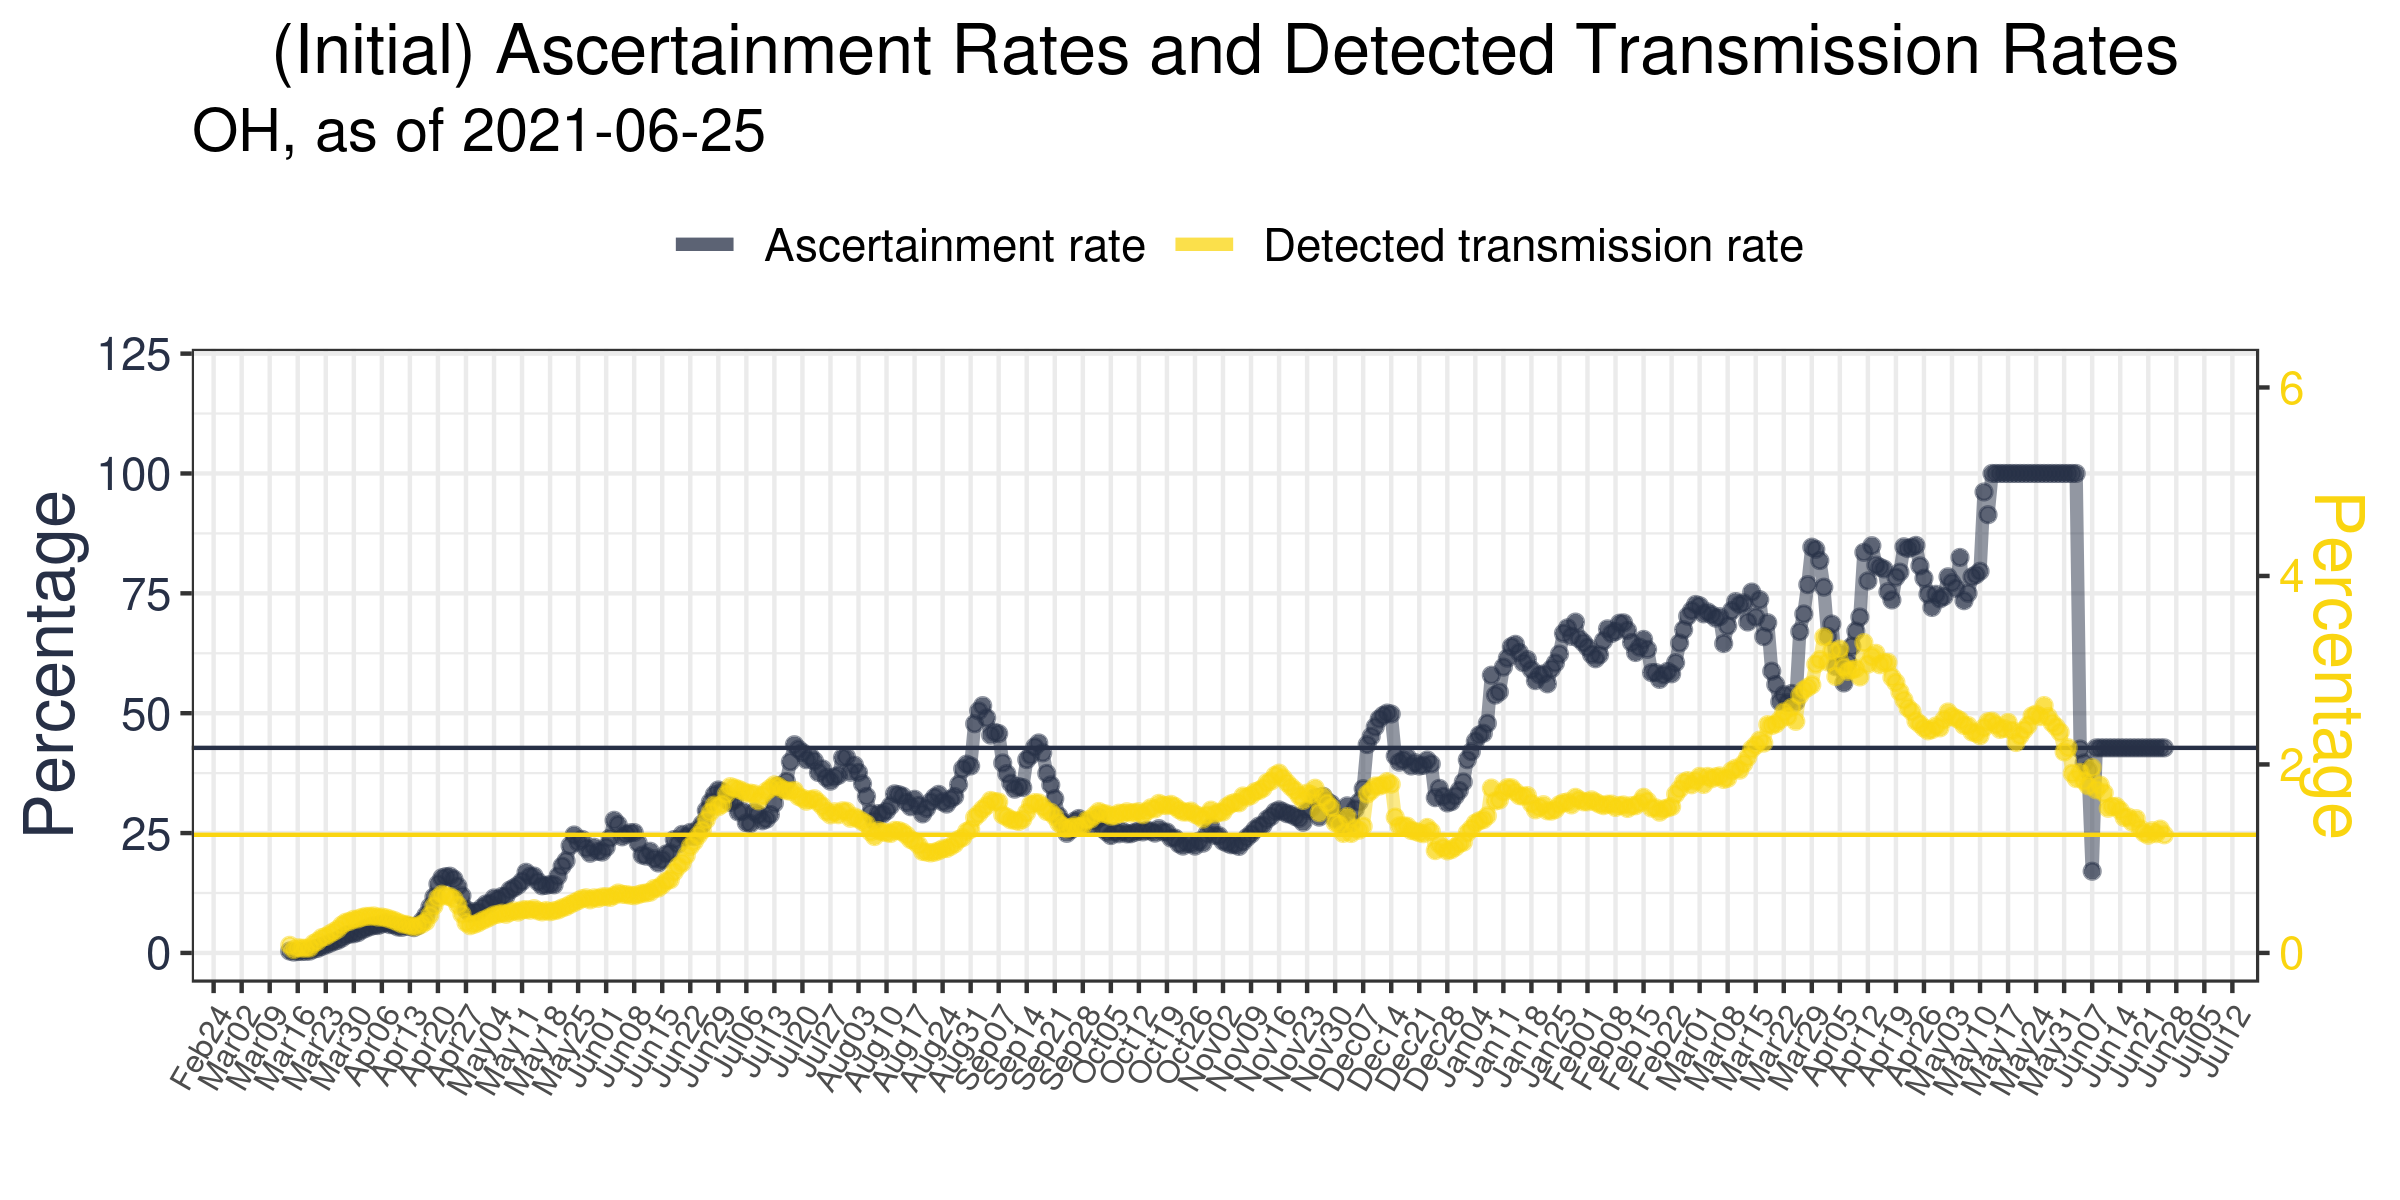 (Initial) Ascertainment Rates and Detected Transmission Rates
OH, as of 2021-06-25
Ascertainment rate
Detected transmission rate
Percentage
125
100
75
50
25
0
6
4
2
0
Percentage
Feb24
Mar02
Mar09
Mar16
Mar23
Mar30
Apr06
Apr13
Apr20
Apr27
May04
May11
May18
May25
Jun01
Jun08
Jun15
Jun22
Jun29
Jul06
Jul13
Jul20
Jul27
Aug03
Aug10
Aug17
Aug24
Aug31
Sep07
Sep14
Sep21
Sep28
Oct05
Oct12
Oct19
Oct26
Nov02
Nov09
Nov16
Nov23
Nov30
Dec07
Dec14
Dec21
Dec28
Jan04
Jan11
Jan18
Jan25
Feb01
Feb08
Feb15
Feb22
Mar01
Mar08
Mar15
Mar22
Mar29
Apr05
Apr12
Apr19
Apr26
May03
May10
May17
May24
May31
Jun07
Jun14
Jun21
Jun28
Jul05
Jul12